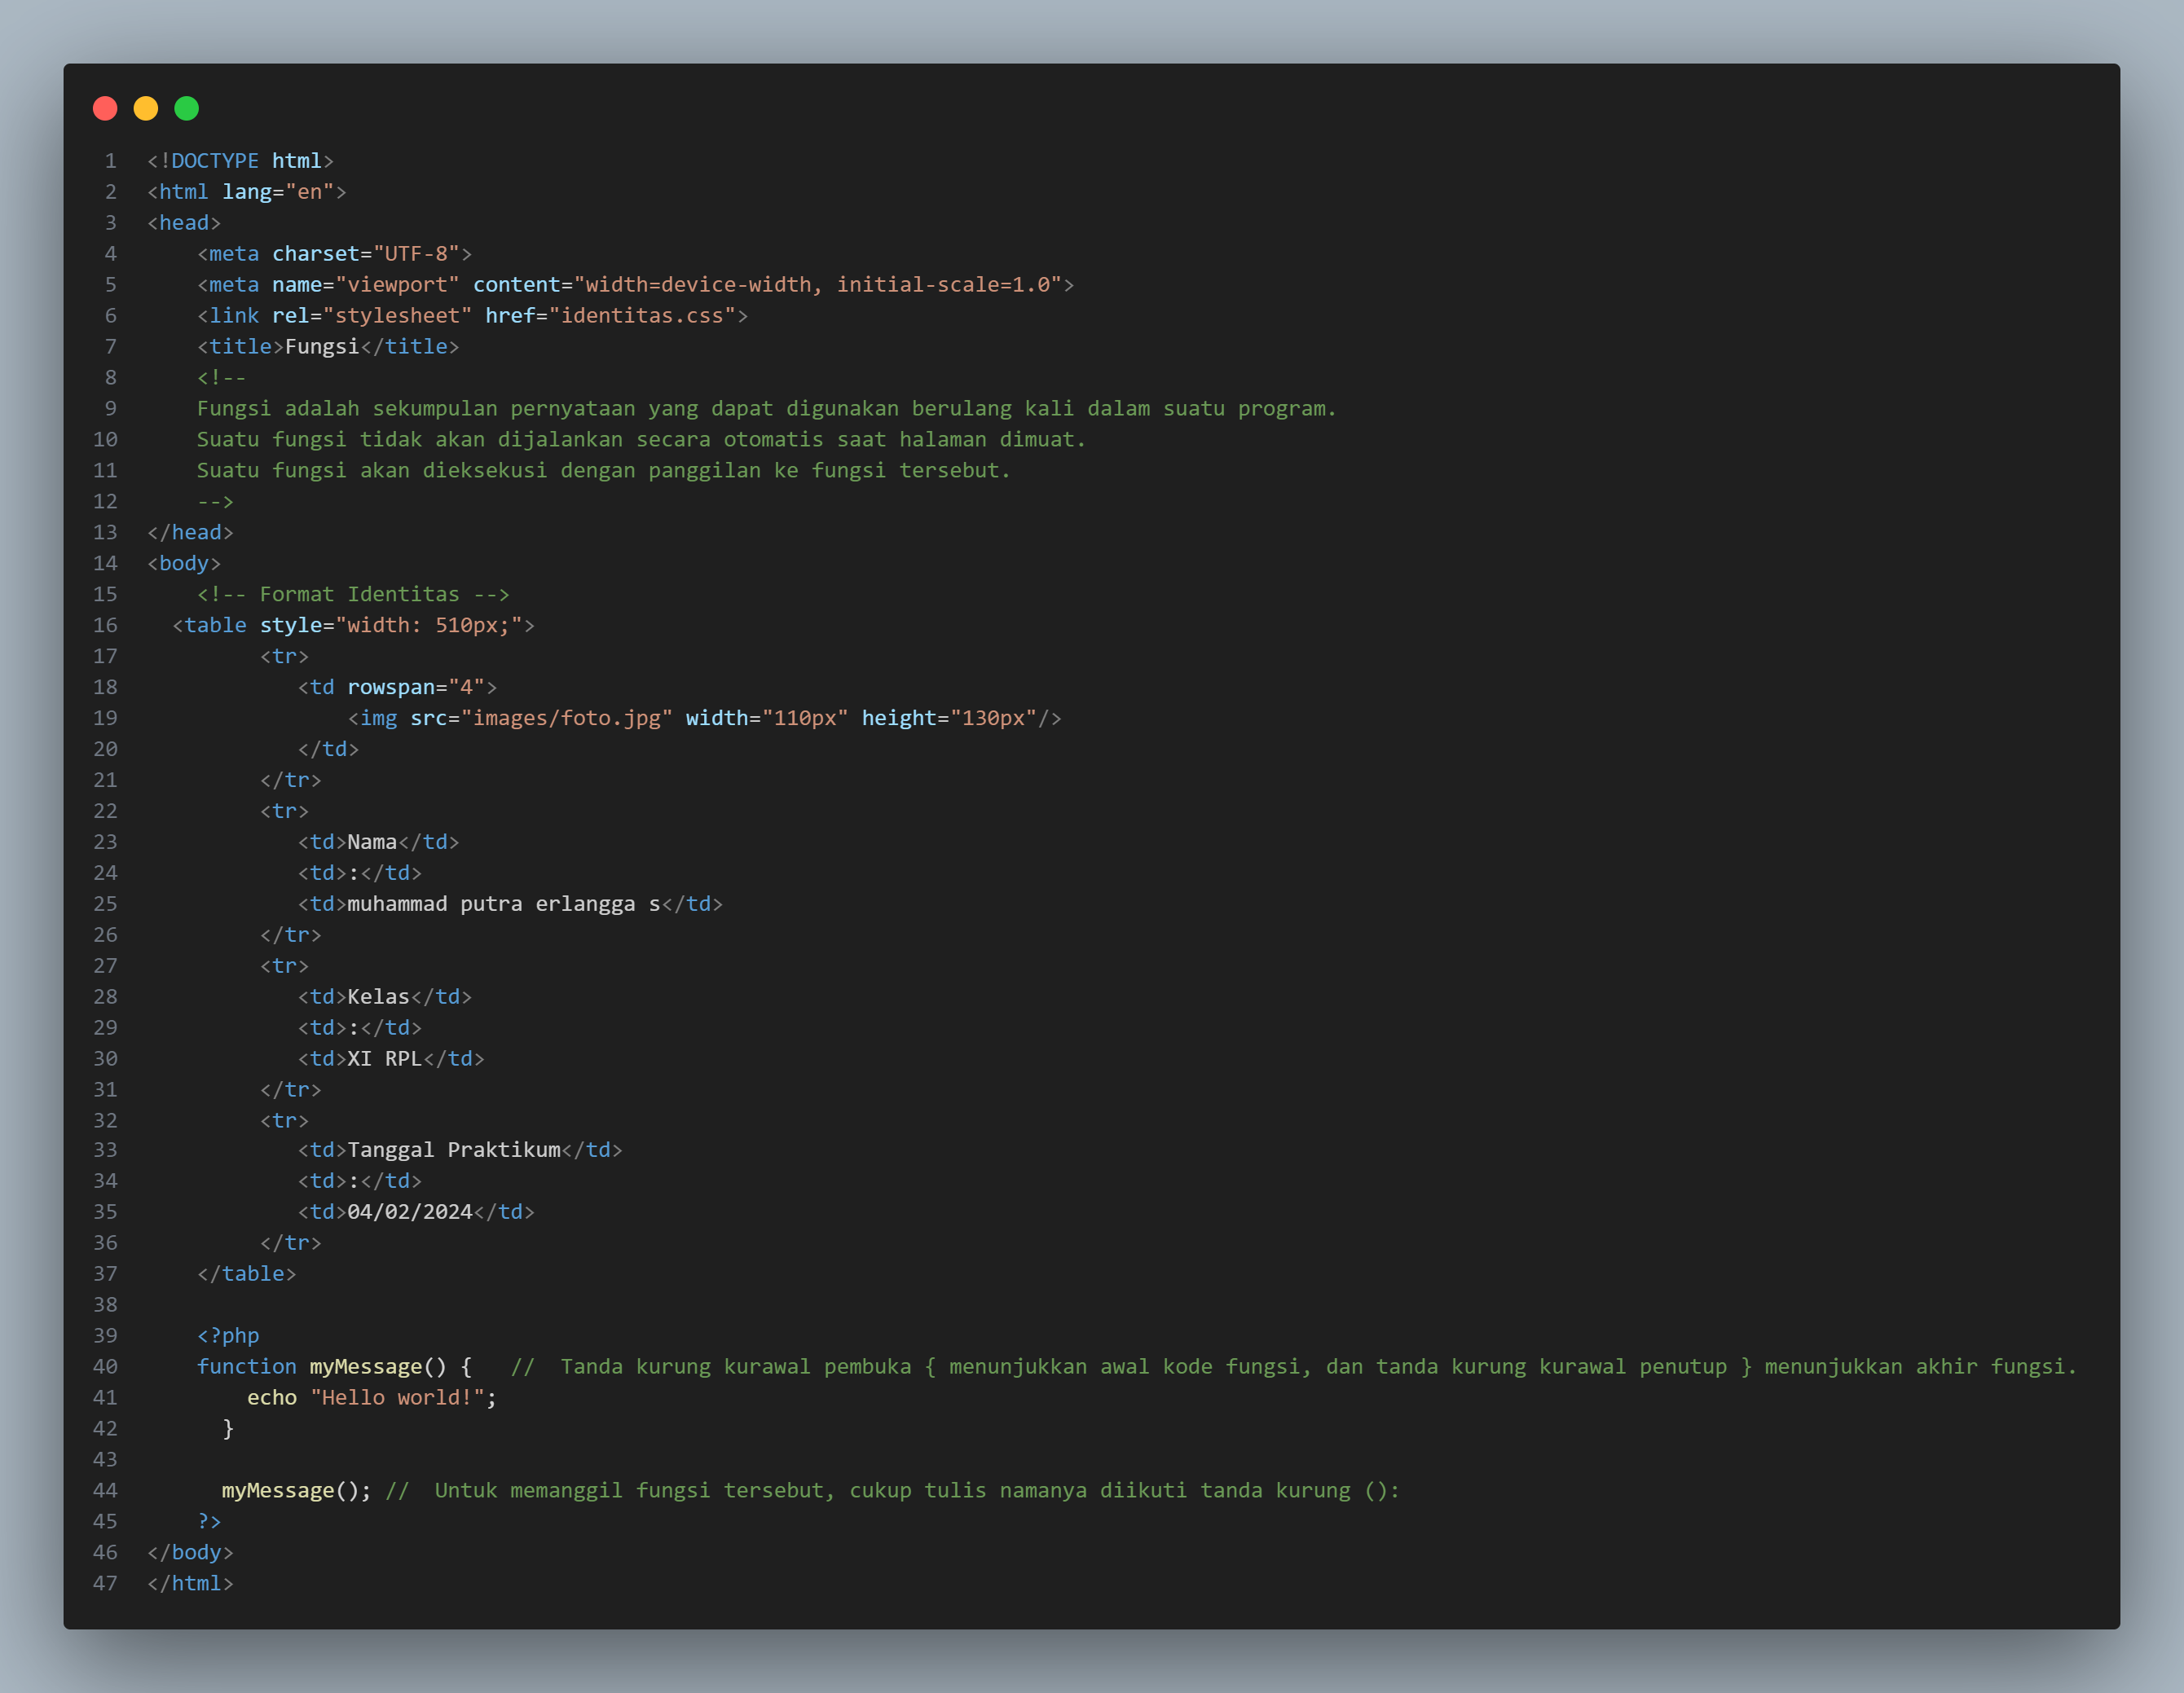 1 <!DOCTYPE html>
2 <html lang="en">
3 <head>
4     <meta charset="UTF-8">
5     <meta name="viewport" content="width=device-width, initial-scale=1.0">
6     <link rel="stylesheet" href="identitas.css">
7     <title>Fungsi</title>
8     <!--
9     Fungsi adalah sekumpulan pernyataan yang dapat digunakan berulang kali dalam suatu program.
10     Suatu fungsi tidak akan dijalankan secara otomatis saat halaman dimuat.
11     Suatu fungsi akan dieksekusi dengan panggilan ke fungsi tersebut.
12     -->
13 </head>
14 <body>
15     <!-- Format Identitas -->
16   <table style="width: 510px;">
17          <tr>
18             <td rowspan="4">
19                 <img src="images/foto.jpg" width="110px" height="130px"/>
20             </td>
21          </tr>
22          <tr>
23             <td>Nama</td>
24             <td>:</td>
25             <td>muhammad putra erlangga s</td>
26          </tr>
27          <tr>
28             <td>Kelas</td>
29             <td>:</td>
30             <td>XI RPL</td>
31          </tr>
32          <tr>
33             <td>Tanggal Praktikum</td>
34             <td>:</td>
35             <td>04/02/2024</td>
36          </tr>
37     </table>
38
39     <?php
40     function myMessage() {   //  Tanda kurung kurawal pembuka { menunjukkan awal kode fungsi, dan tanda kurung kurawal penutup } menunjukkan akhir fungsi.
41         echo "Hello world!";
42       }
43
44       myMessage(); //  Untuk memanggil fungsi tersebut, cukup tulis namanya diikuti tanda kurung ():
45     ?>
46 </body>
47 </html>